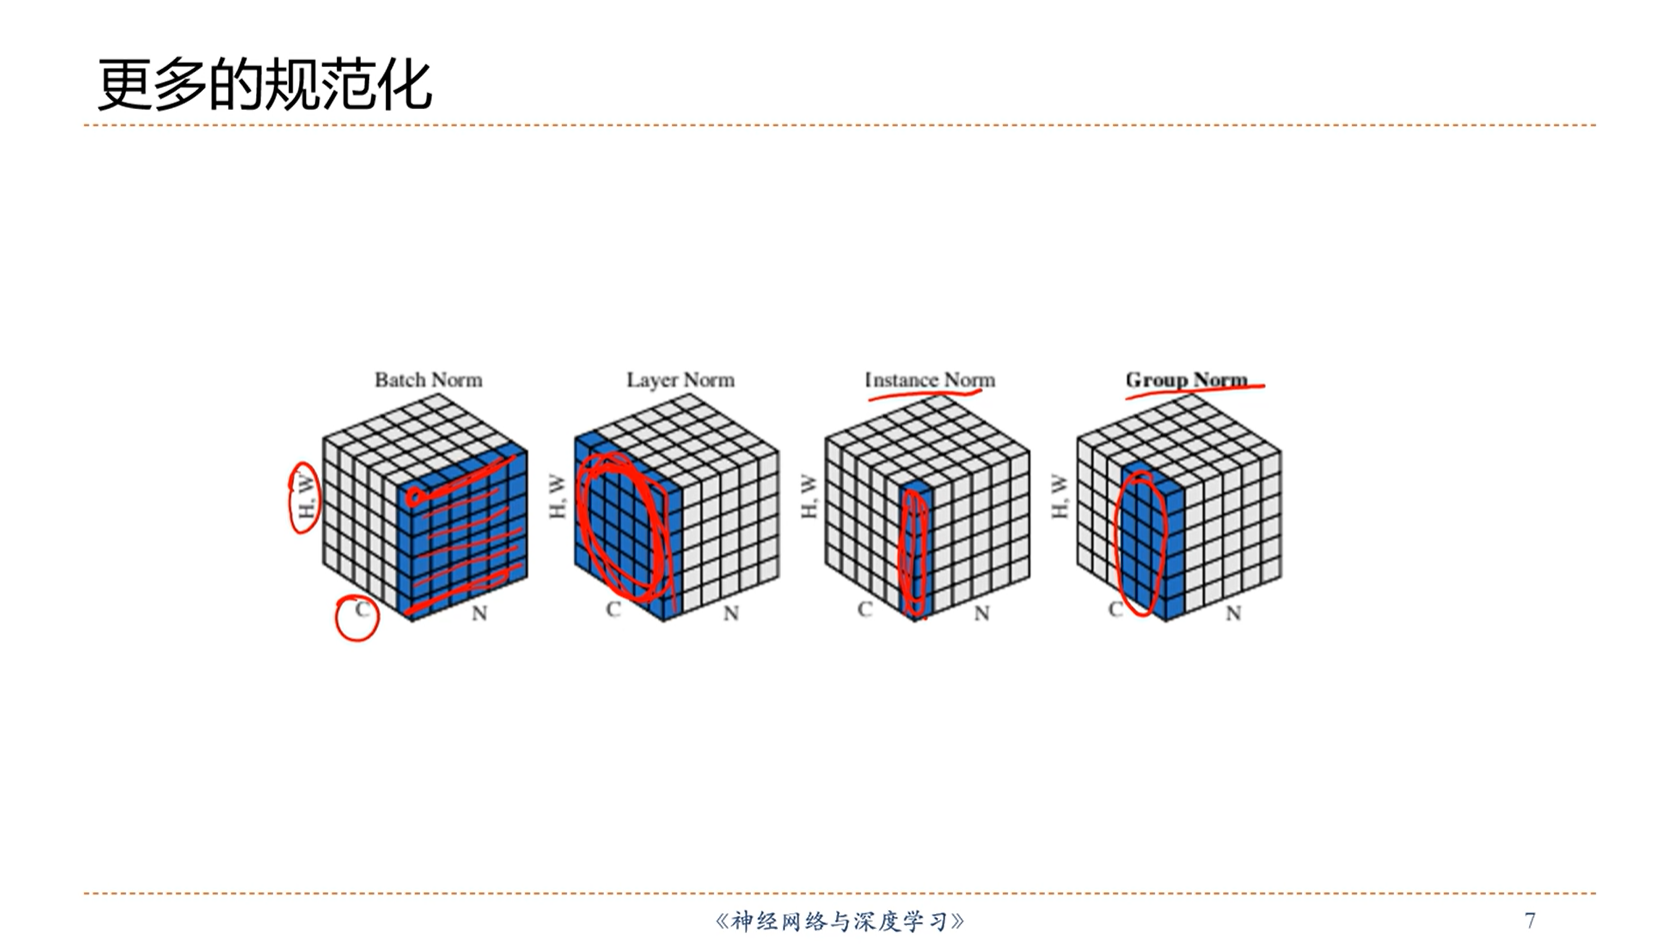 更多的规范化
Batch Norm
Layer Norm
Instance Norm
Group Norm
H, W
C
N
H, W
C
N
H, W
C
N
H, W
C
N
《神经网络与深度学习》
7